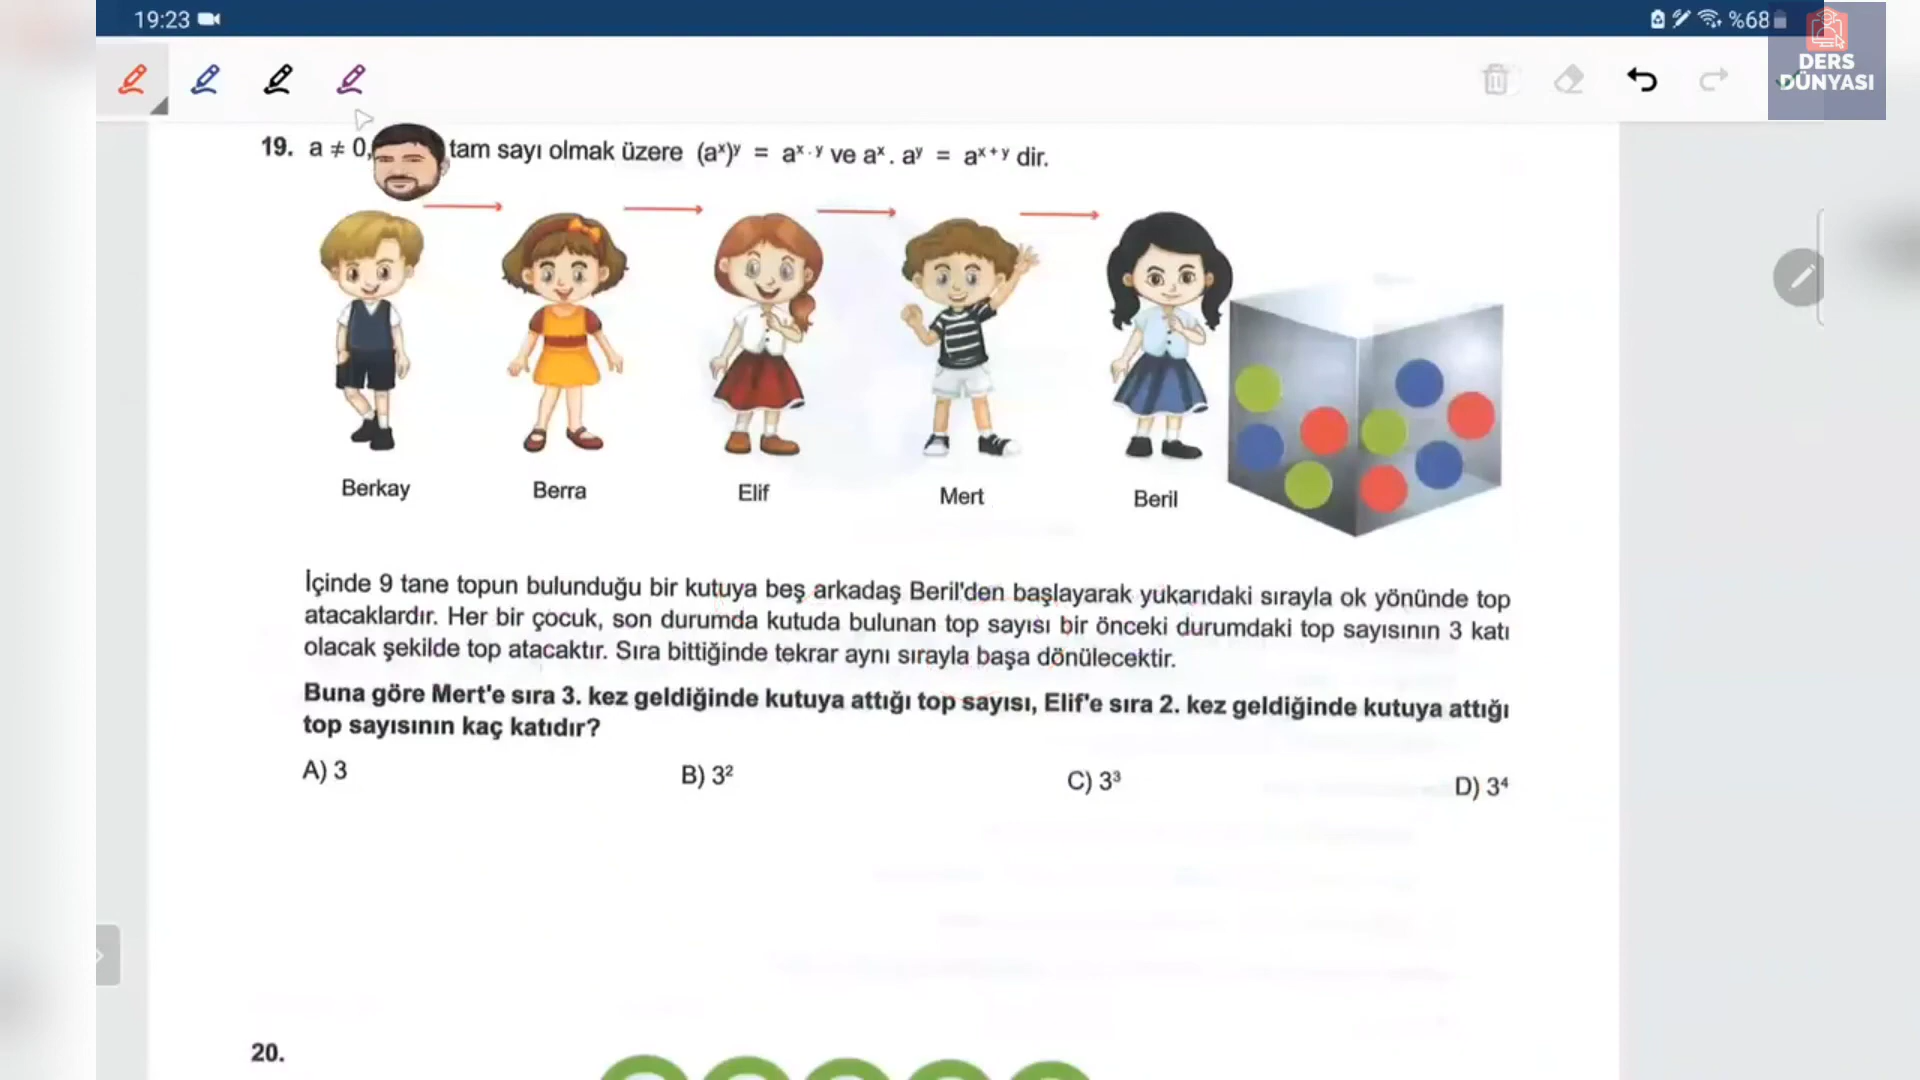 19:23
%68
DERS
DÜNYASI
19. a ≠ 0, tam sayı olmak üzere (aˣ)ʸ = aˣ·ʸ ve aˣ . aʸ = aˣ⁺ʸ dir.
Berkay Berra Elif Mert Beril
İçinde 9 tane topun bulunduğu bir kutuya beş arkadaş Beril'den başlayarak yukarıdaki sırayla ok yönünde top
atacaklardır. Her bir çocuk, son durumda kutuda bulunan top sayısı bir önceki durumdaki top sayısının 3 katı
olacak şekilde top atacaktır. Sıra bittiğinde tekrar aynı sırayla başa dönülecektir.
Buna göre Mert'e sıra 3. kez geldiğinde kutuya attığı top sayısı, Elif'e sıra 2. kez geldiğinde kutuya attığı
top sayısının kaç katıdır?
A) 3 B) 3² C) 3³ D) 3⁴
20.